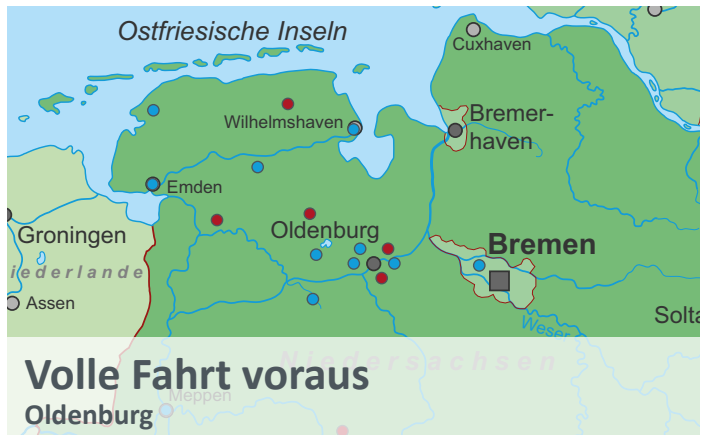 Ostfriesische Inseln
Cuxhaven
Wilhelmshaven
Bremer-
haven
Emden
Oldenburg
Groningen
Bremen
iederlande
Assen
Solta
Weser
Niedersachsen
Volle Fahrt voraus
Meppen
Oldenburg